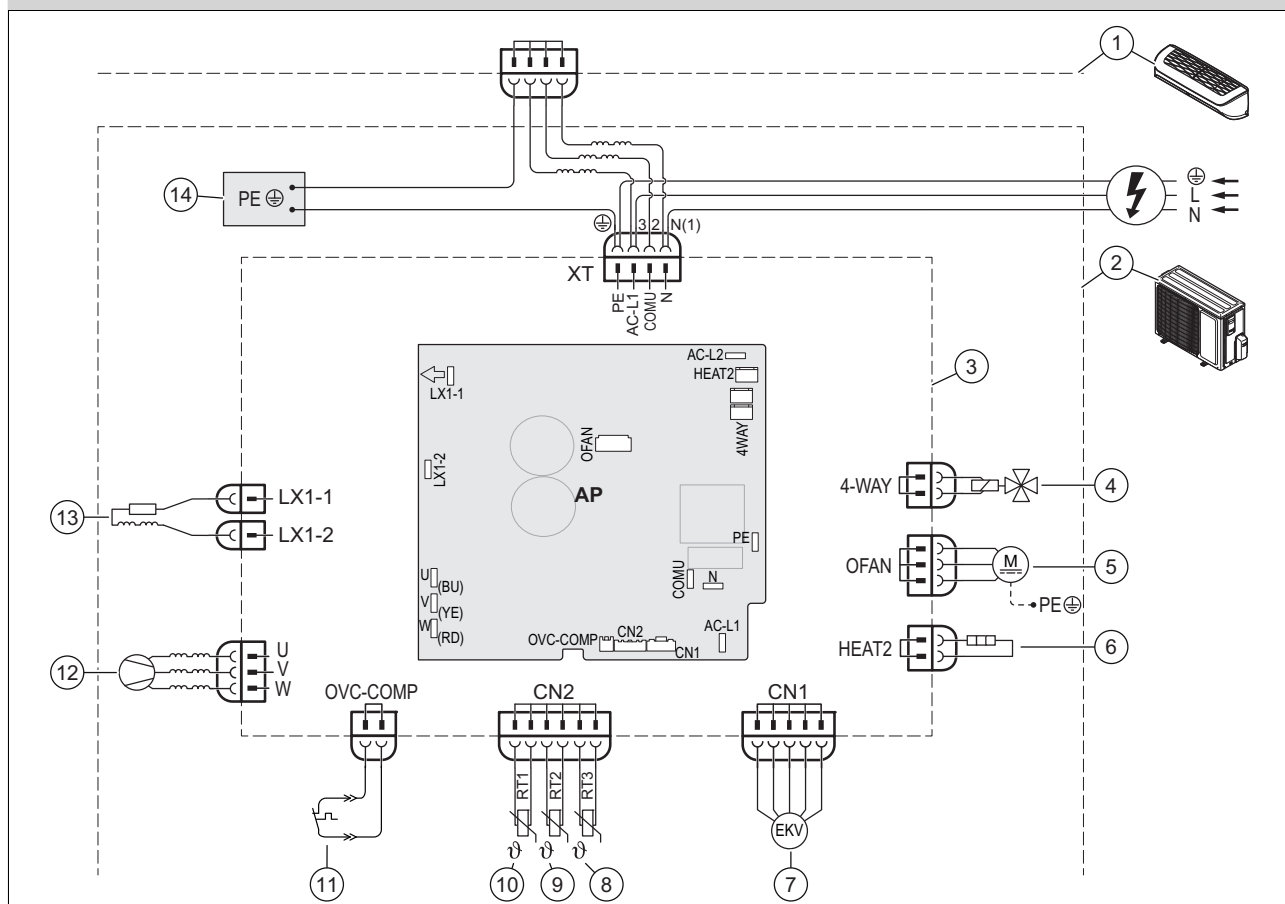 1
14
PE
L
N
3 2 N(1)
XT
PE
AC-L1
COMU
N
2
AC-L2
HEAT2
LX1-1
4WAY
OFAN
3
LX1-2
AP
LX1-1
LX1-2
13
4-WAY
4
PE
COMU
N
OFAN
M
5
PE
U (BU)
V (YE)
W (RD)
OVC-COMP
CN2
CN1
AC-L1
HEAT2
6
12
U
V
W
OVC-COMP
CN2
CN1
RT1
RT2
RT3
EKV
ϑ
ϑ
ϑ
11
10
9
8
7